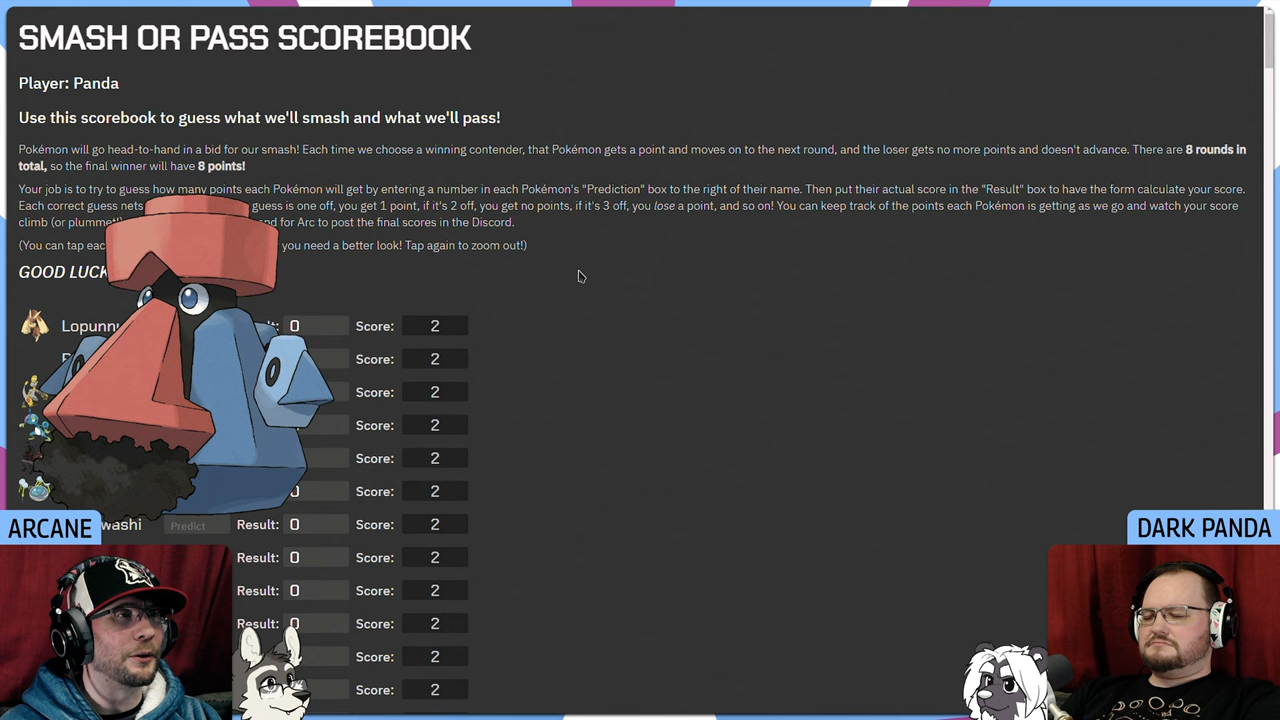 SMASH OR PASS SCOREBOOK
Player: Panda
Use this scorebook to guess what we'll smash and what we'll pass!
Pokémon will go head-to-hand in a bid for our smash! Each time we choose a winning contender, that Pokémon gets a point and moves on to the next round, and the loser gets no more points and doesn't advance. There are 8 rounds in
total, so the final winner will have 8 points!
Your job is to try to guess how many points each Pokémon will get by entering a number in each Pokémon's "Prediction" box to the right of their name. Then put their actual score in the "Result" box to have the form calculate your score.
Each correct guess nets guess is one off, you get 1 point, if it's 2 off, you get no points, if it's 3 off, you lose a point, and so on! You can keep track of the points each Pokémon is getting as we go and watch your score
climb (or plummet!) and for Arc to post the final scores in the Discord.
(You can tap each you need a better look! Tap again to zoom out!)
GOOD LUCK
Lopunny 0 Score: 2
Score: 2
Score: 2
Score: 2
Score: 2
0 Score: 2
washi Predict Result: 0 Score: 2
Result: 0 Score: 2
Result: 0 Score: 2
Result: 0 Score: 2
Score: 2
Score: 2
ARCANE
DARK PANDA